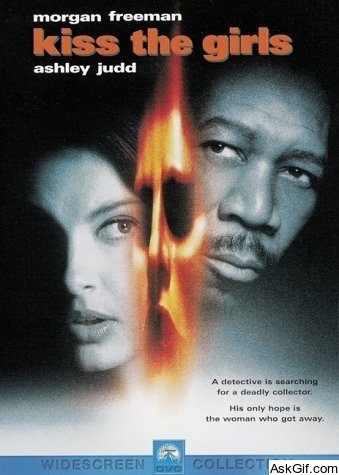 morgan freeman
kiss the girls
ashley judd
A detective is searching
for a deadly collector.
His only hope is
the woman who got away.
WIDESCREEN DVD COLLECTION
AskGif.com